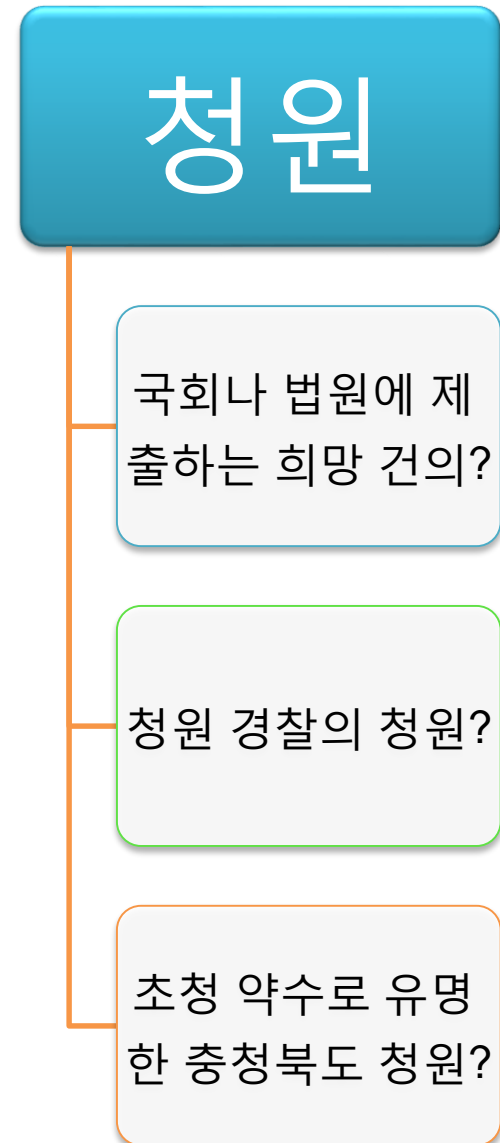 청원
국회나 법원에 제
출하는 희망 건의?
청원 경찰의 청원?
초청 약수로 유명
한 충청북도 청원?